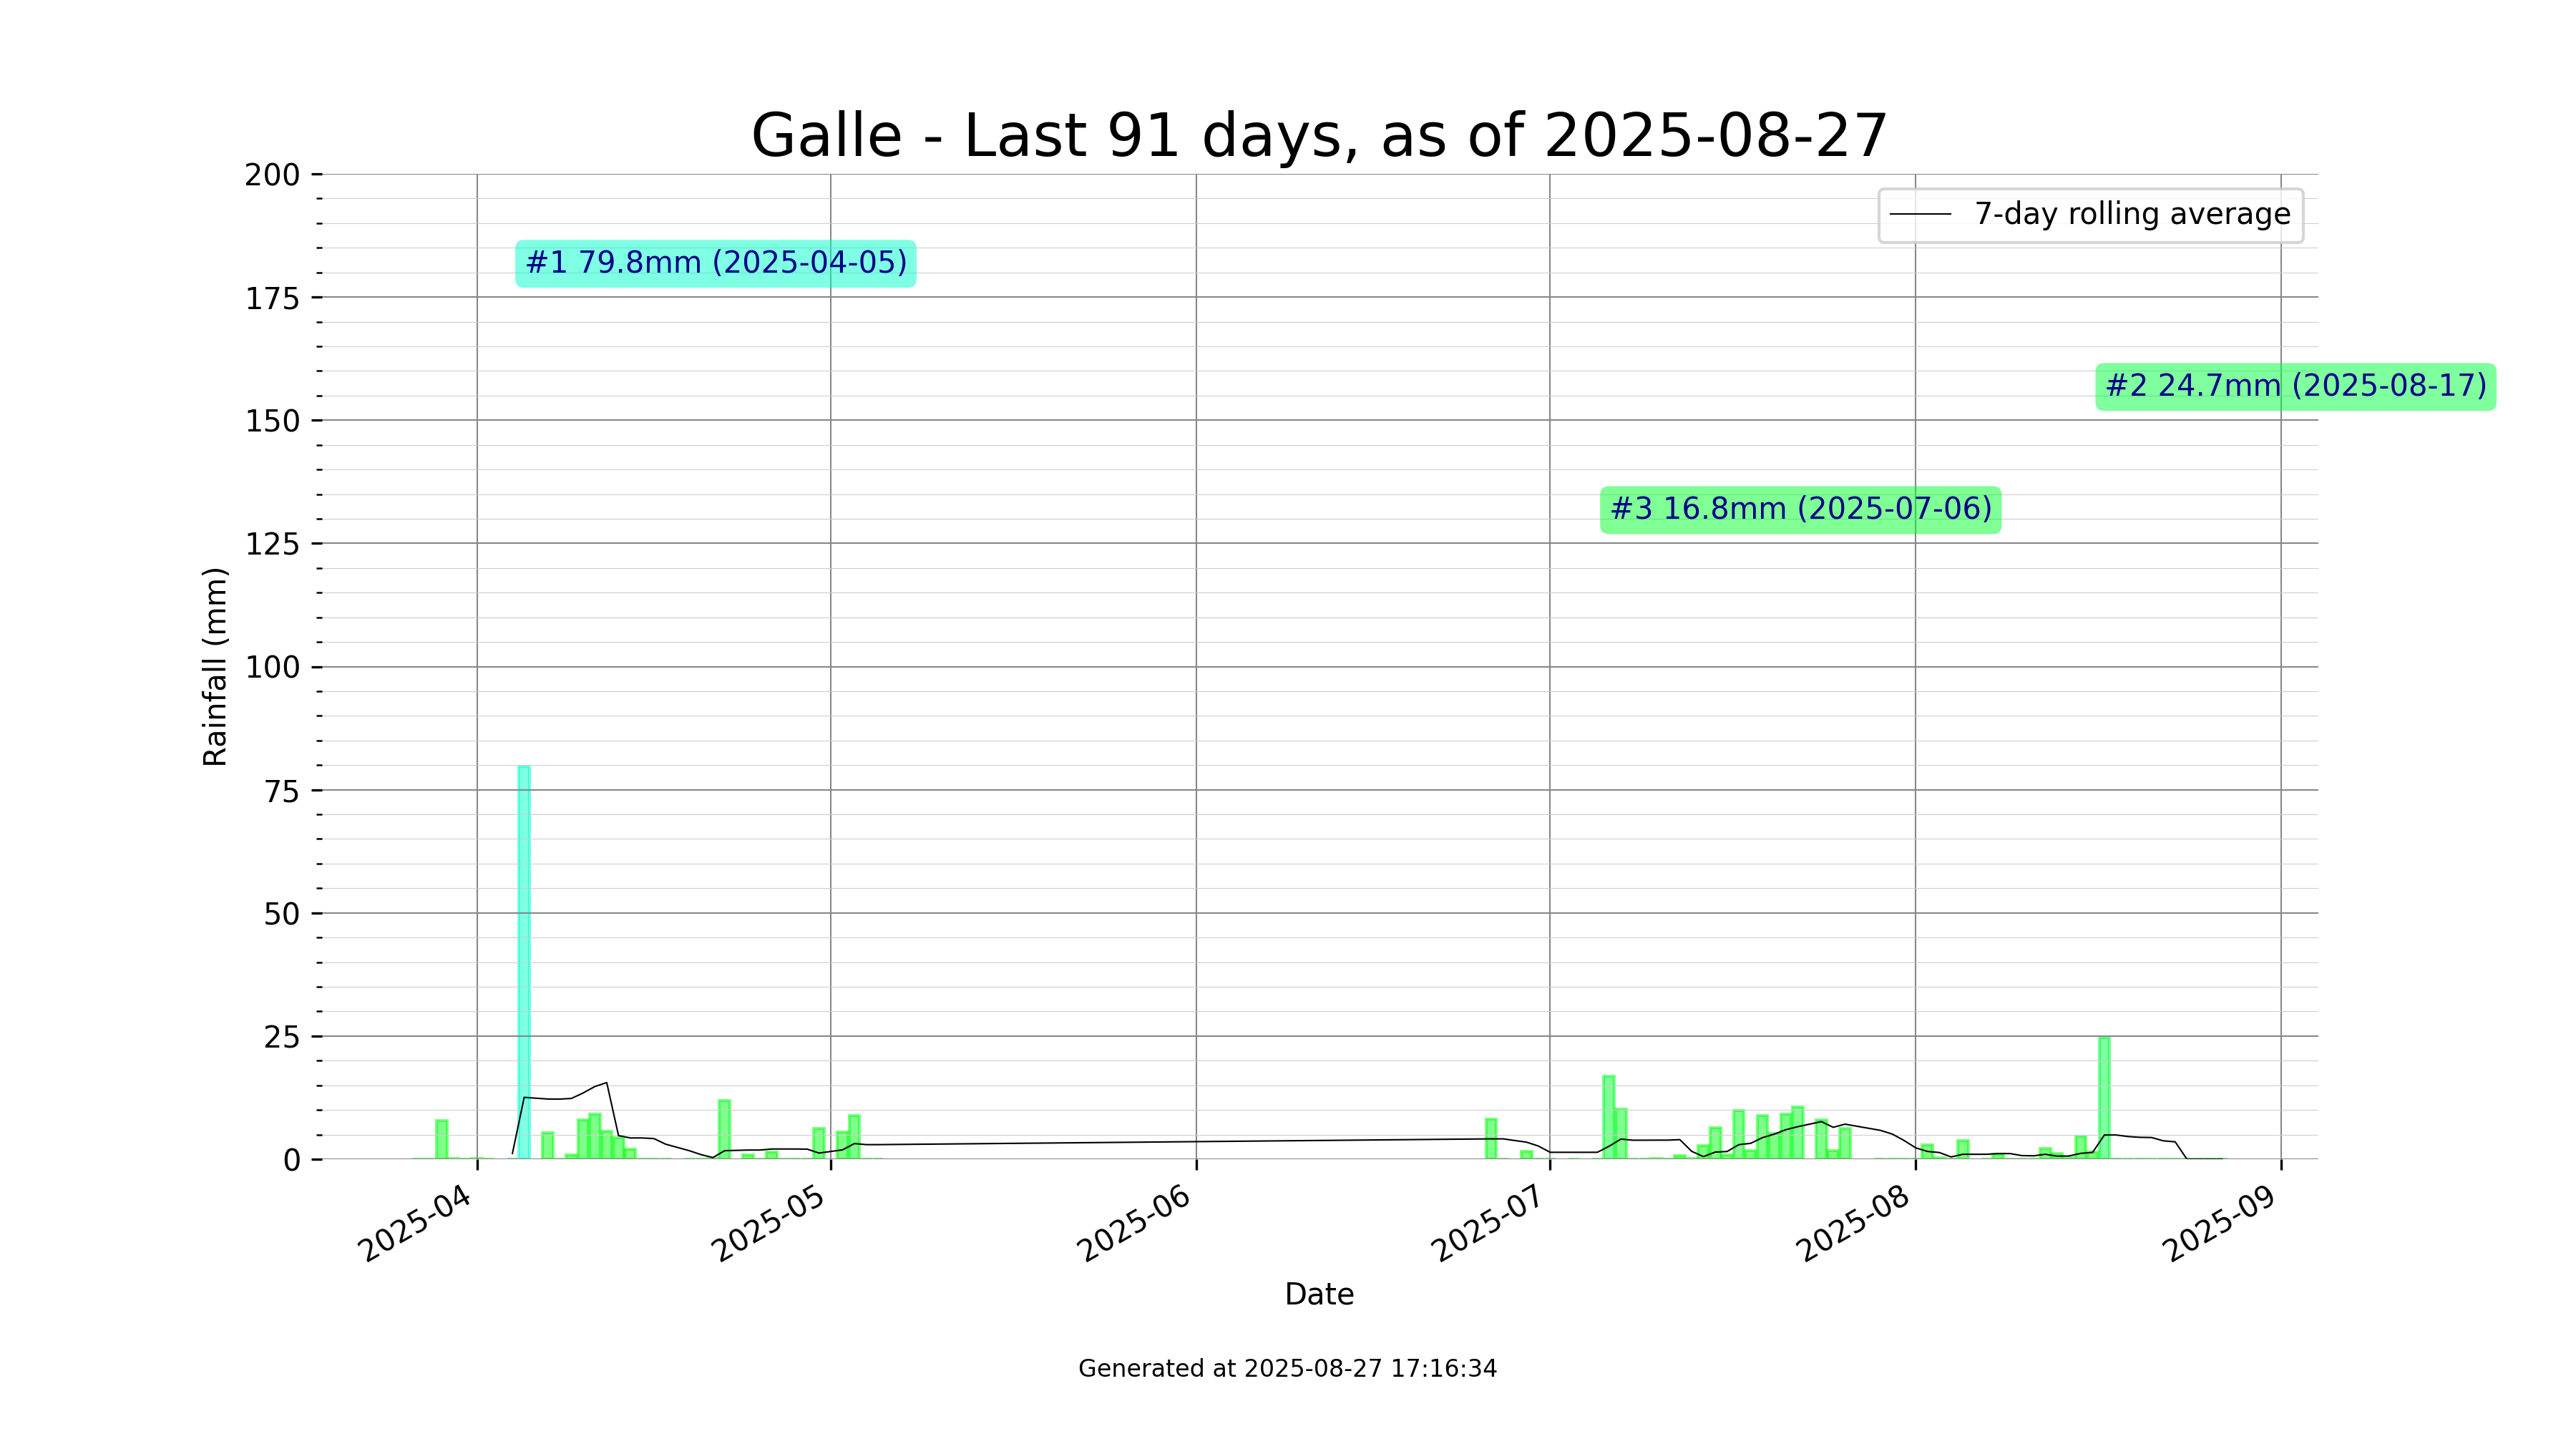 Galle - Last 91 days, as of 2025-08-27
200
175
150
125
100
75
50
25
0
Rainfall (mm)
7-day rolling average
#1 79.8mm (2025-04-05)
#2 24.7mm (2025-08-17)
#3 16.8mm (2025-07-06)
2025-04
2025-05
2025-06
2025-07
2025-08
2025-09
Date
Generated at 2025-08-27 17:16:34